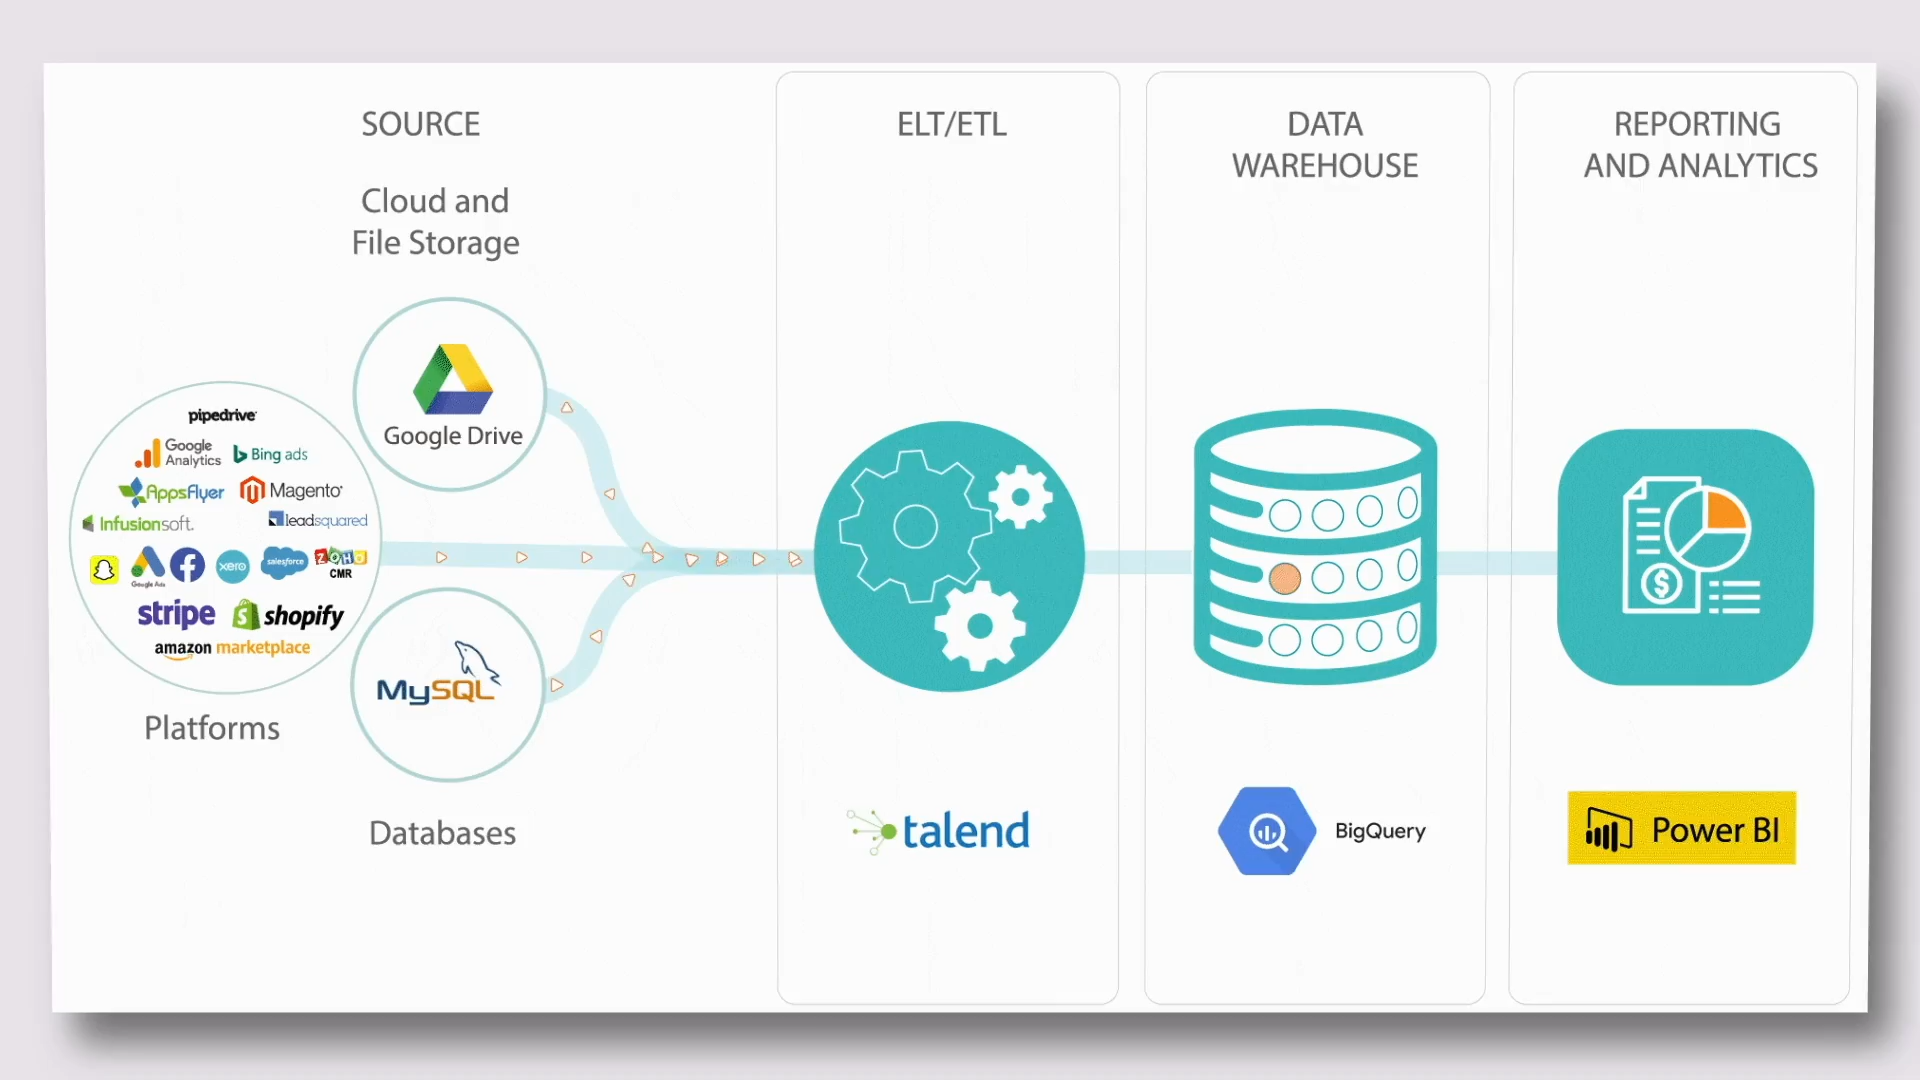 SOURCE
Cloud and
File Storage
Google Drive
pipedrive
Google
Analytics
Bing ads
AppsFlyer
Magento
Infusionsoft.
leadsquared
Google Ads
xero
salesforce
ZOHO
CMR
stripe
shopify
amazon marketplace
Platforms
MySQL
Databases
ELT/ETL
talend
DATA
WAREHOUSE
BigQuery
REPORTING
AND ANALYTICS
$
Power BI